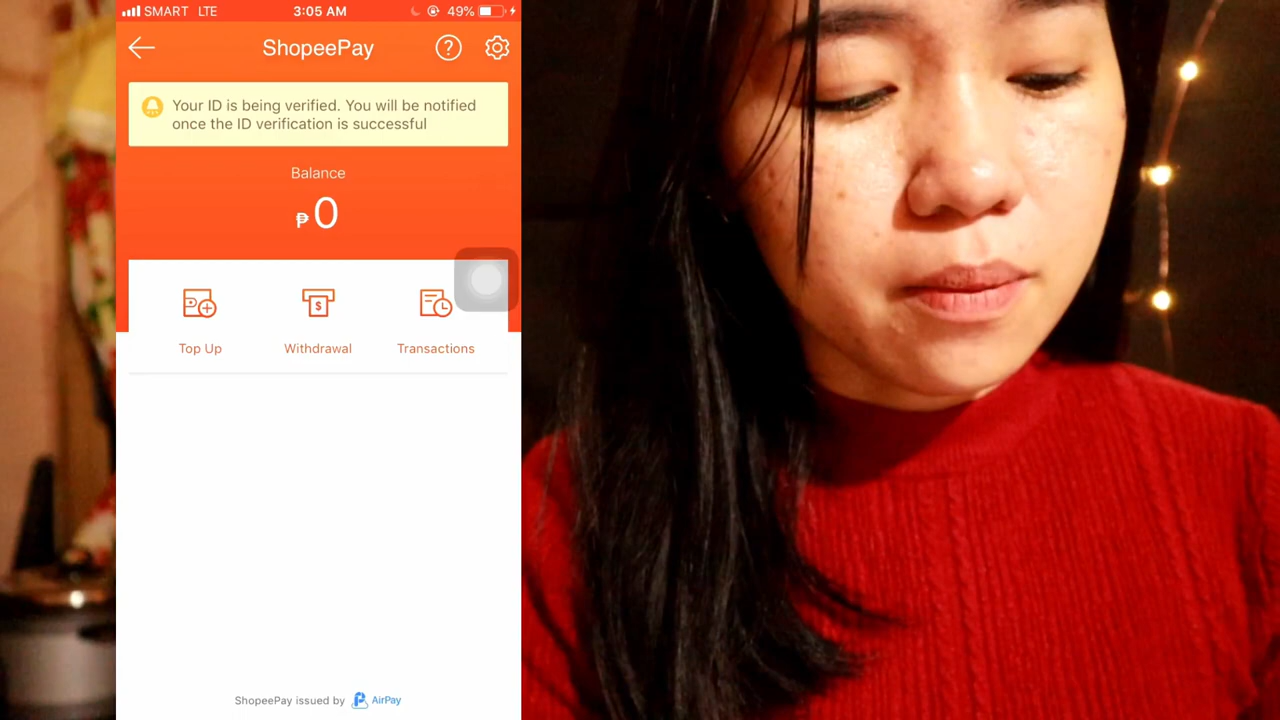 SMART LTE 3:05 AM 49%
ShopeePay
Your ID is being verified. You will be notified
once the ID verification is successful
Balance
₱0
Top Up Withdrawal Transactions
ShopeePay issued by AirPay